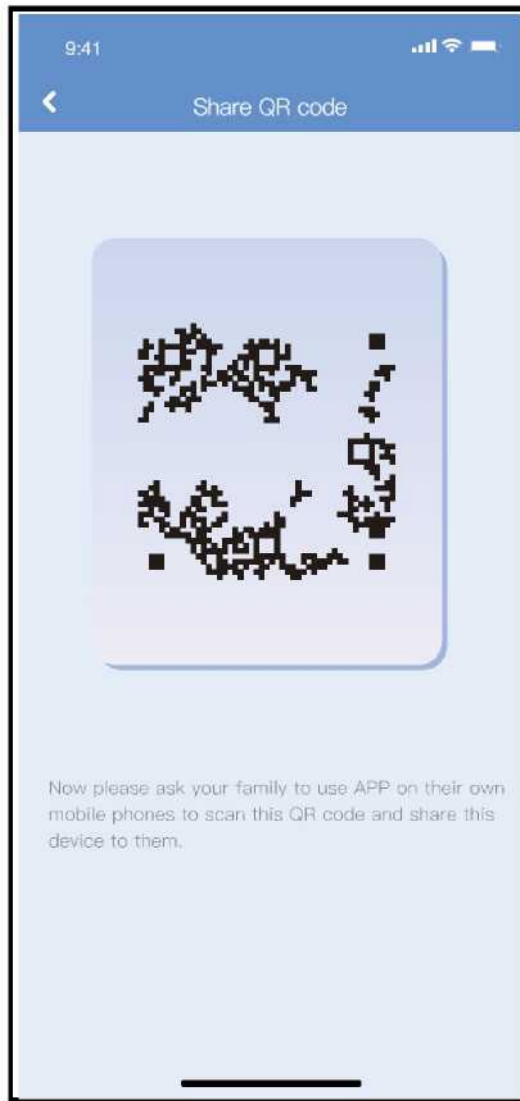 9:41
Share QR code
Now please ask your family to use APP on their own
mobile phones to scan this QR code and share this
device to them.